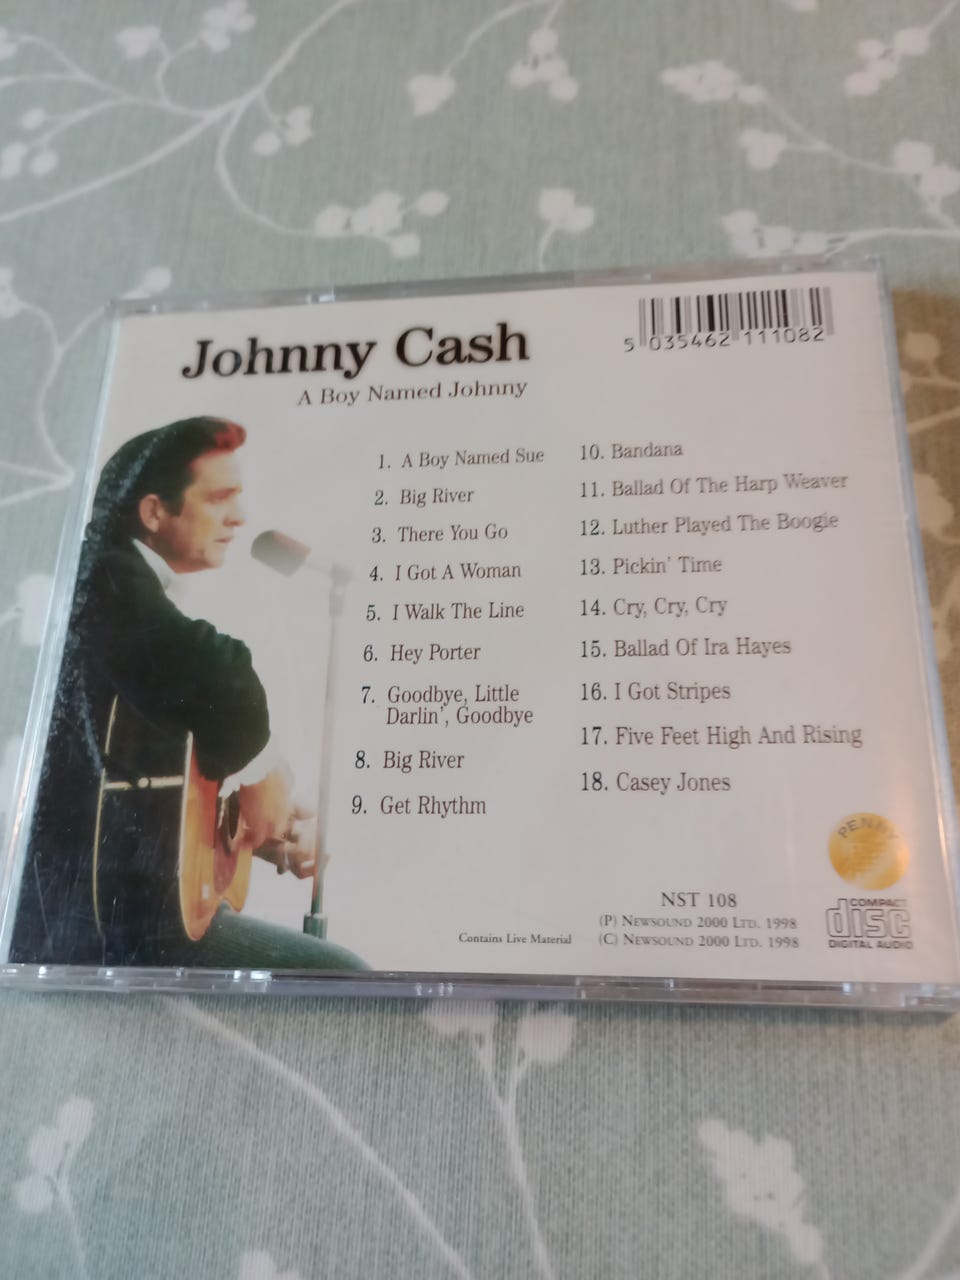 Johnny Cash
A Boy Named Johnny
5 035462 111082
1. A Boy Named Sue
2. Big River
3. There You Go
4. I Got A Woman
5. I Walk The Line
6. Hey Porter
7. Goodbye, Little
Darlin', Goodbye
8. Big River
9. Get Rhythm
10. Bandana
11. Ballad Of The Harp Weaver
12. Luther Played The Boogie
13. Pickin' Time
14. Cry, Cry, Cry
15. Ballad Of Ira Hayes
16. I Got Stripes
17. Five Feet High And Rising
18. Casey Jones
PENNY
NST 108
(P) Newsound 2000 Ltd. 1998
(C) Newsound 2000 Ltd. 1998
Contains Live Material
COMPACT
disc
DIGITAL AUDIO